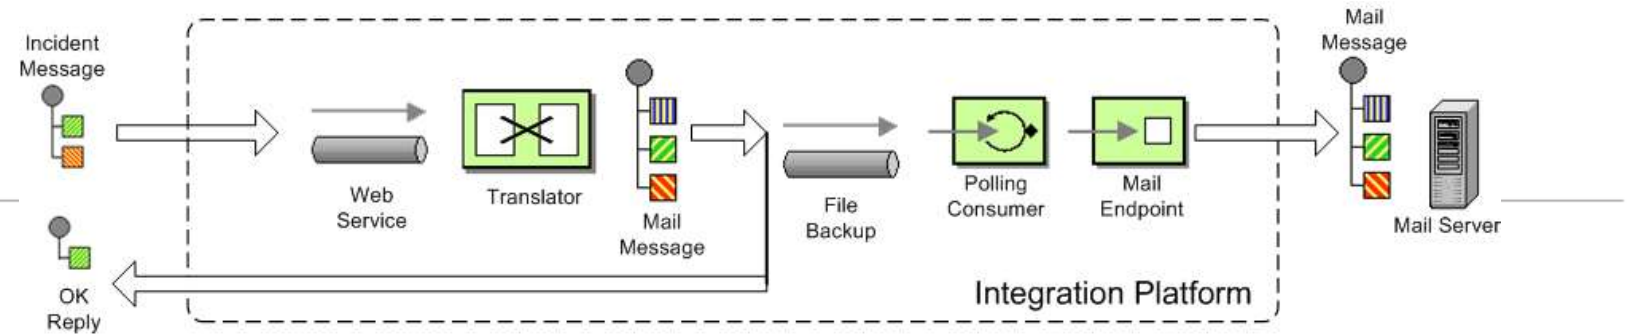 Incident
Message
OK
Reply
Web
Service
Translator
Mail
Message
File
Backup
Polling
Consumer
Mail
Endpoint
Integration Platform
Mail
Message
Mail Server